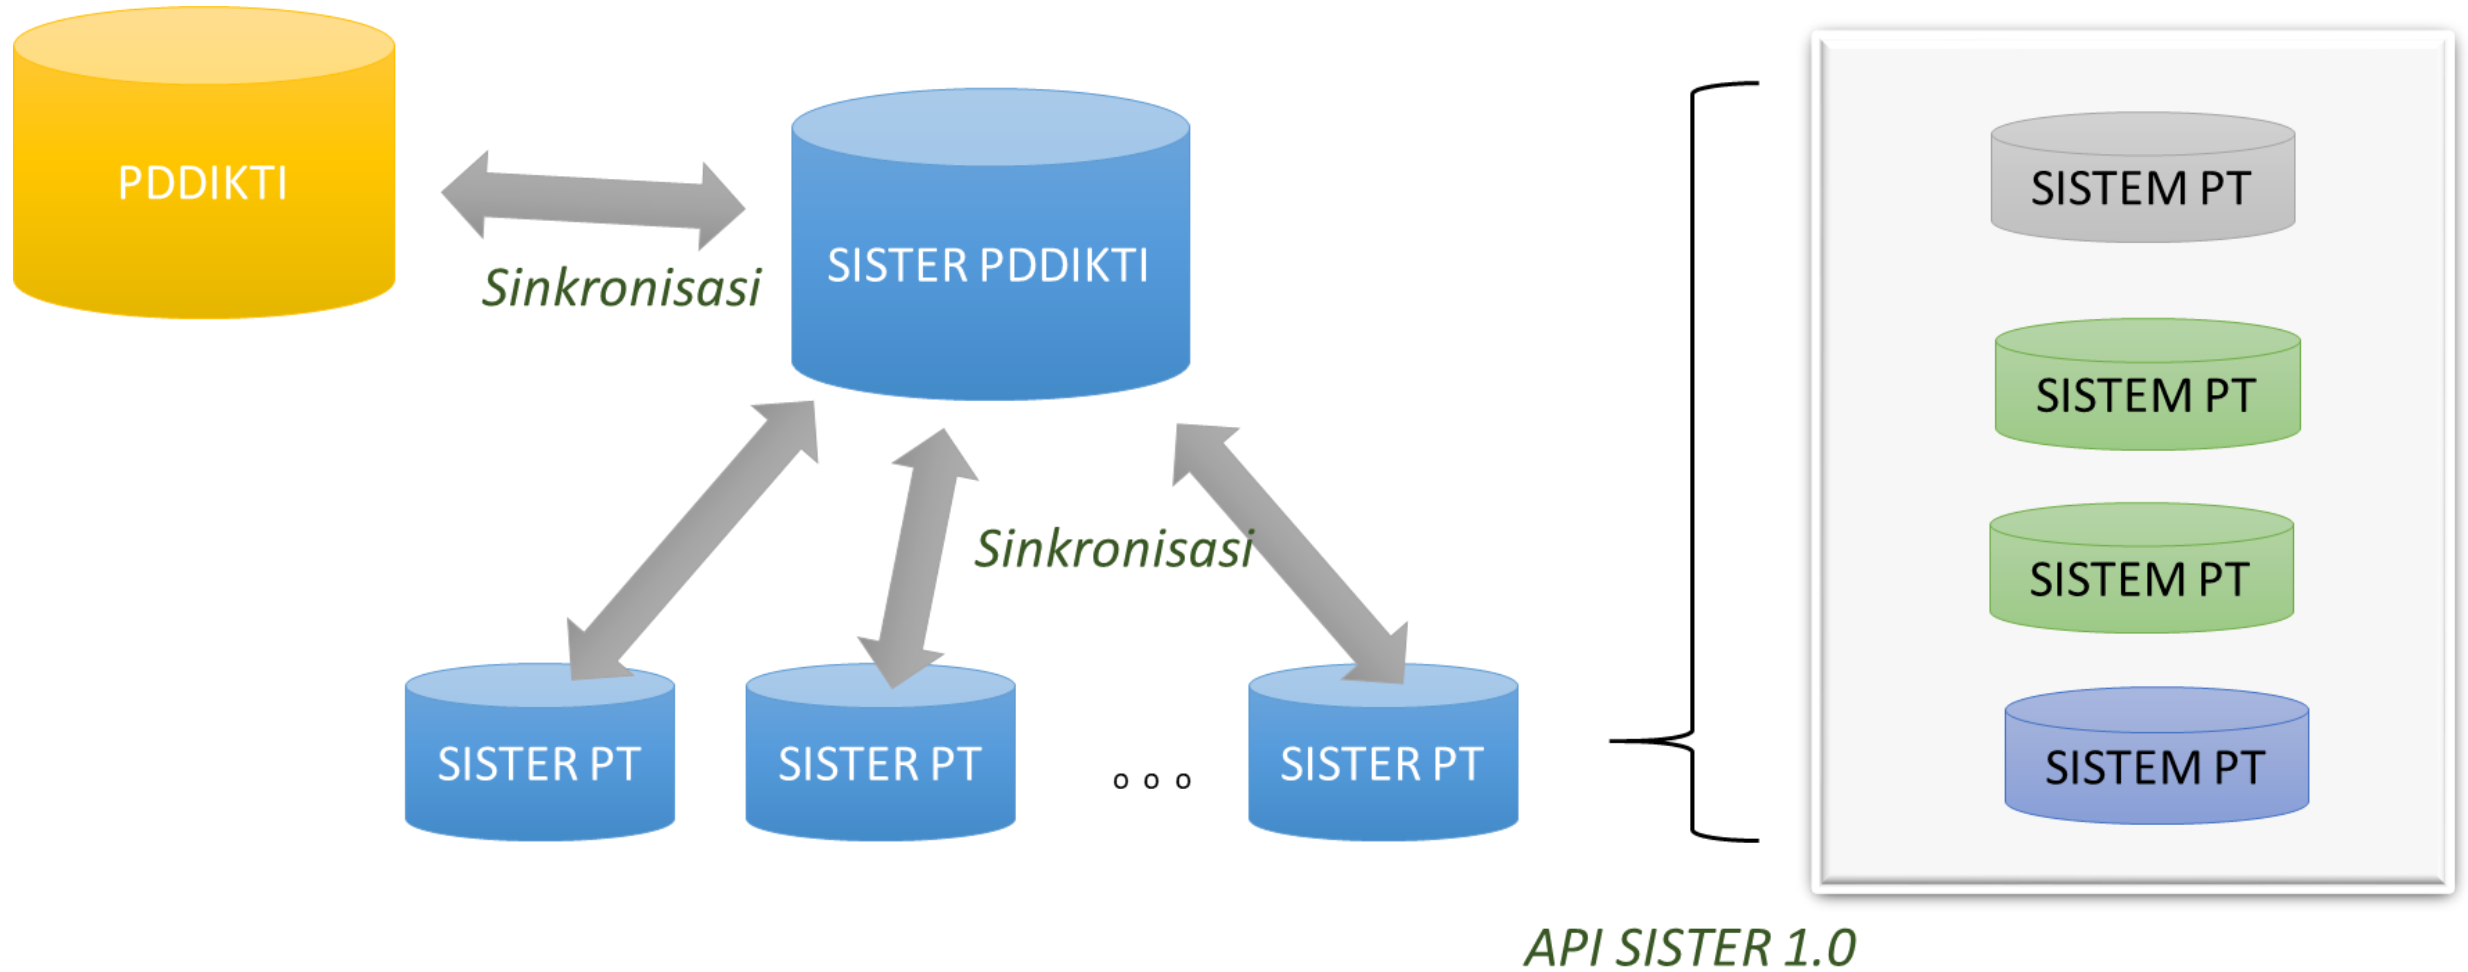 PDDIKTI
Sinkronisasi
SISTER PDDIKTI
Sinkronisasi
SISTER PT
SISTER PT
SISTER PT
SISTEM PT
SISTEM PT
SISTEM PT
SISTEM PT
API SISTER 1.0